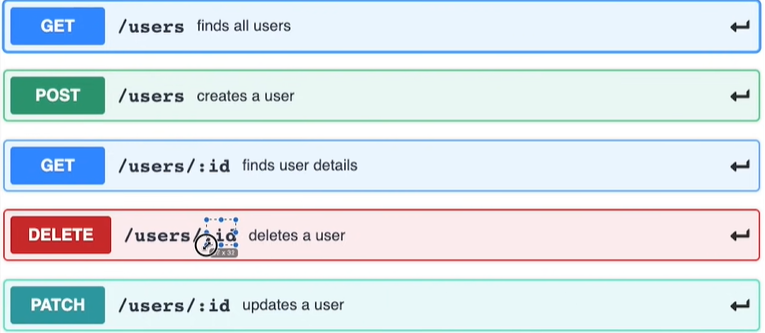 GET /users finds all users
POST /users creates a user
GET /users/:id finds user details
DELETE /users/:id deletes a user
PATCH /users/:id updates a user